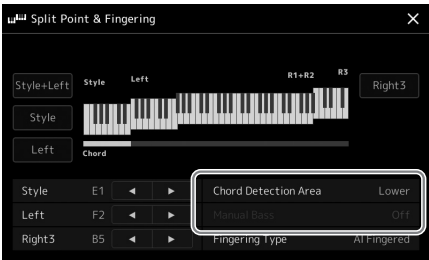 Split Point & Fingering
Style+Left
Style
Left
Style Left R1+R2 R3
Chord
Right3
Style E1
Left F2
Right3 B5
Chord Detection Area Lower
Manual Bass Off
Fingering Type AI Fingered